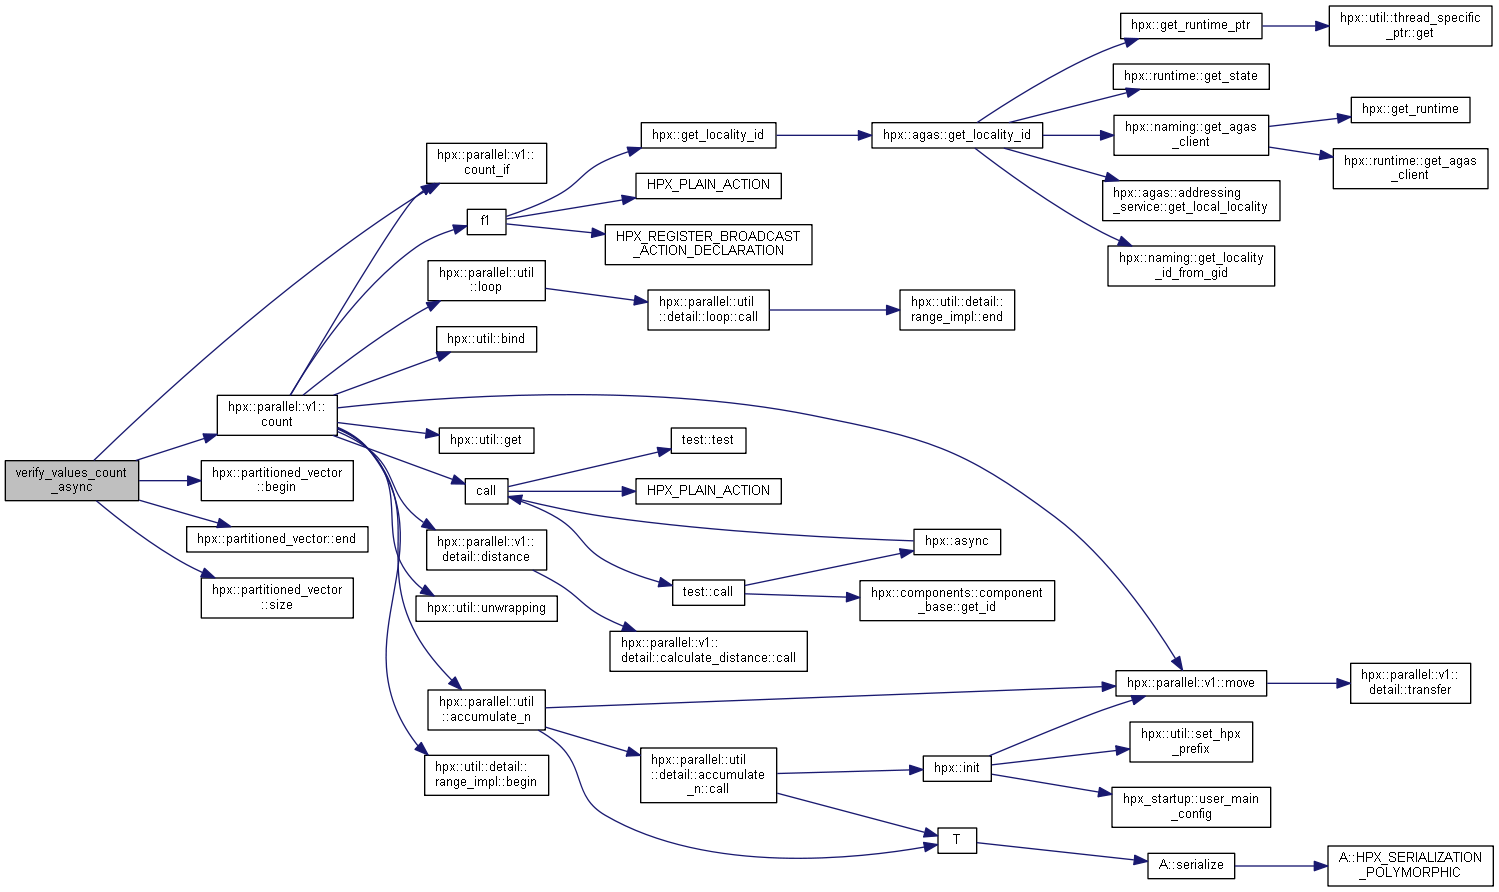 verify_values_count
_async
hpx::parallel::v1::
count_if
hpx::parallel::v1::
count
hpx::partitioned_vector
::begin
hpx::partitioned_vector::end
hpx::partitioned_vector
::size
f1
hpx::parallel::util
::loop
hpx::util::bind
hpx::util::get
call
hpx::parallel::v1::
detail::distance
hpx::util::unwrapping
hpx::parallel::util
::accumulate_n
hpx::util::detail::
range_impl::begin
hpx::get_locality_id
HPX_PLAIN_ACTION
HPX_REGISTER_BROADCAST
_ACTION_DECLARATION
hpx::parallel::util
::detail::loop::call
test::test
HPX_PLAIN_ACTION
test::call
hpx::parallel::v1::
detail::calculate_distance::call
hpx::parallel::util
::detail::accumulate
_n::call
hpx::agas::get_locality_id
hpx::util::detail::
range_impl::end
hpx::async
hpx::components::component
_base::get_id
hpx::init
T
hpx::get_runtime_ptr
hpx::runtime::get_state
hpx::naming::get_agas
_client
hpx::agas::addressing
_service::get_local_locality
hpx::naming::get_locality
_id_from_gid
hpx::parallel::v1::move
hpx::util::set_hpx
_prefix
hpx_startup::user_main
_config
A::serialize
hpx::util::thread_specific
_ptr::get
hpx::get_runtime
hpx::runtime::get_agas
_client
hpx::parallel::v1::
detail::transfer
A::HPX_SERIALIZATION
_POLYMORPHIC